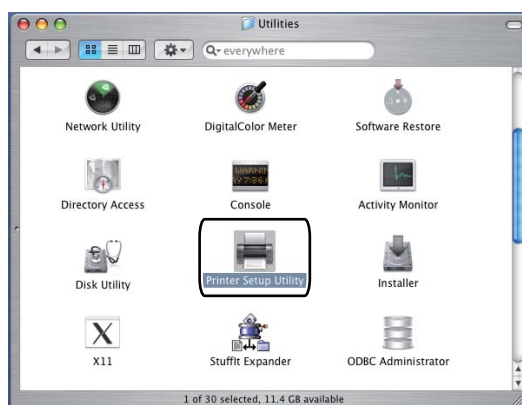 Utilities
everywhere
Network Utility
DigitalColor Meter
Software Restore
Directory Access
Console
Activity Monitor
Disk Utility
Printer Setup Utility
Installer
X11
StuffIt Expander
ODBC Administrator
1 of 30 selected, 11.4 GB available